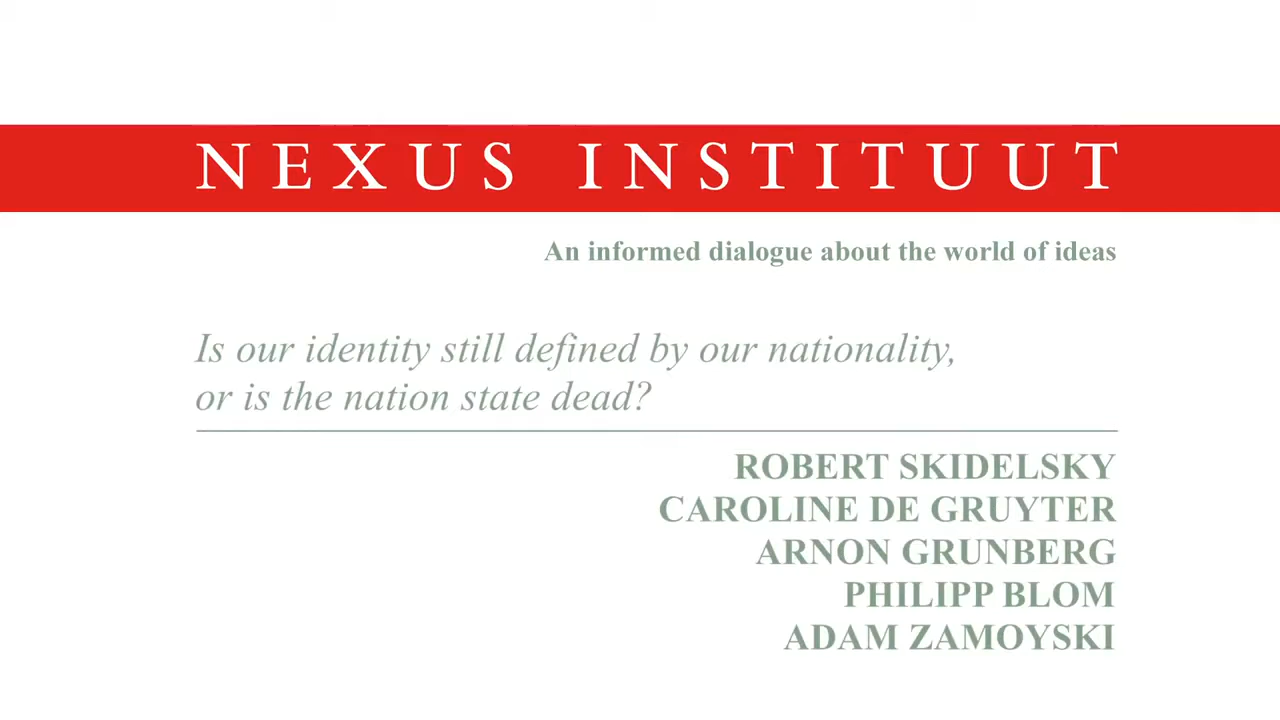 NEXUS INSTITUUT
An informed dialogue about the world of ideas
Is our identity still defined by our nationality,
or is the nation state dead?
ROBERT SKIDELSKY
CAROLINE DE GRUYTER
ARNON GRUNBERG
PHILIPP BLOM
ADAM ZAMOYSKI